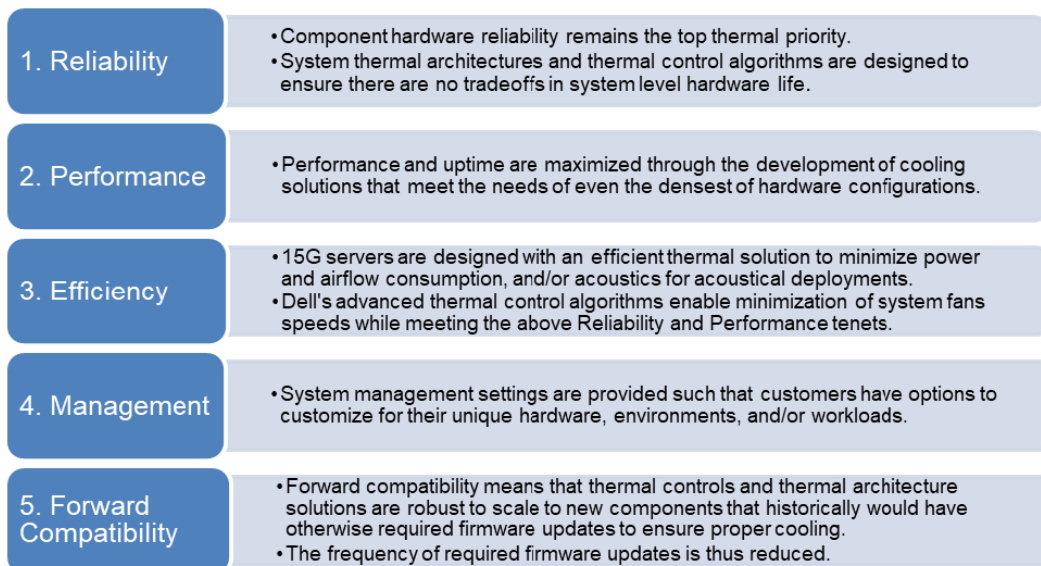 1. Reliability
•Component hardware reliability remains the top thermal priority.
•System thermal architectures and thermal control algorithms are designed to
ensure there are no tradeoffs in system level hardware life.
2. Performance
•Performance and uptime are maximized through the development of cooling
solutions that meet the needs of even the densest of hardware configurations.
3. Efficiency
•15G servers are designed with an efficient thermal solution to minimize power
and airflow consumption, and/or acoustics for acoustical deployments.
•Dell's advanced thermal control algorithms enable minimization of system fans
speeds while meeting the above Reliability and Performance tenets.
4. Management
•System management settings are provided such that customers have options to
customize for their unique hardware, environments, and/or workloads.
5. Forward
Compatibility
•Forward compatibility means that thermal controls and thermal architecture
solutions are robust to scale to new components that historically would have
otherwise required firmware updates to ensure proper cooling.
•The frequency of required firmware updates is thus reduced.